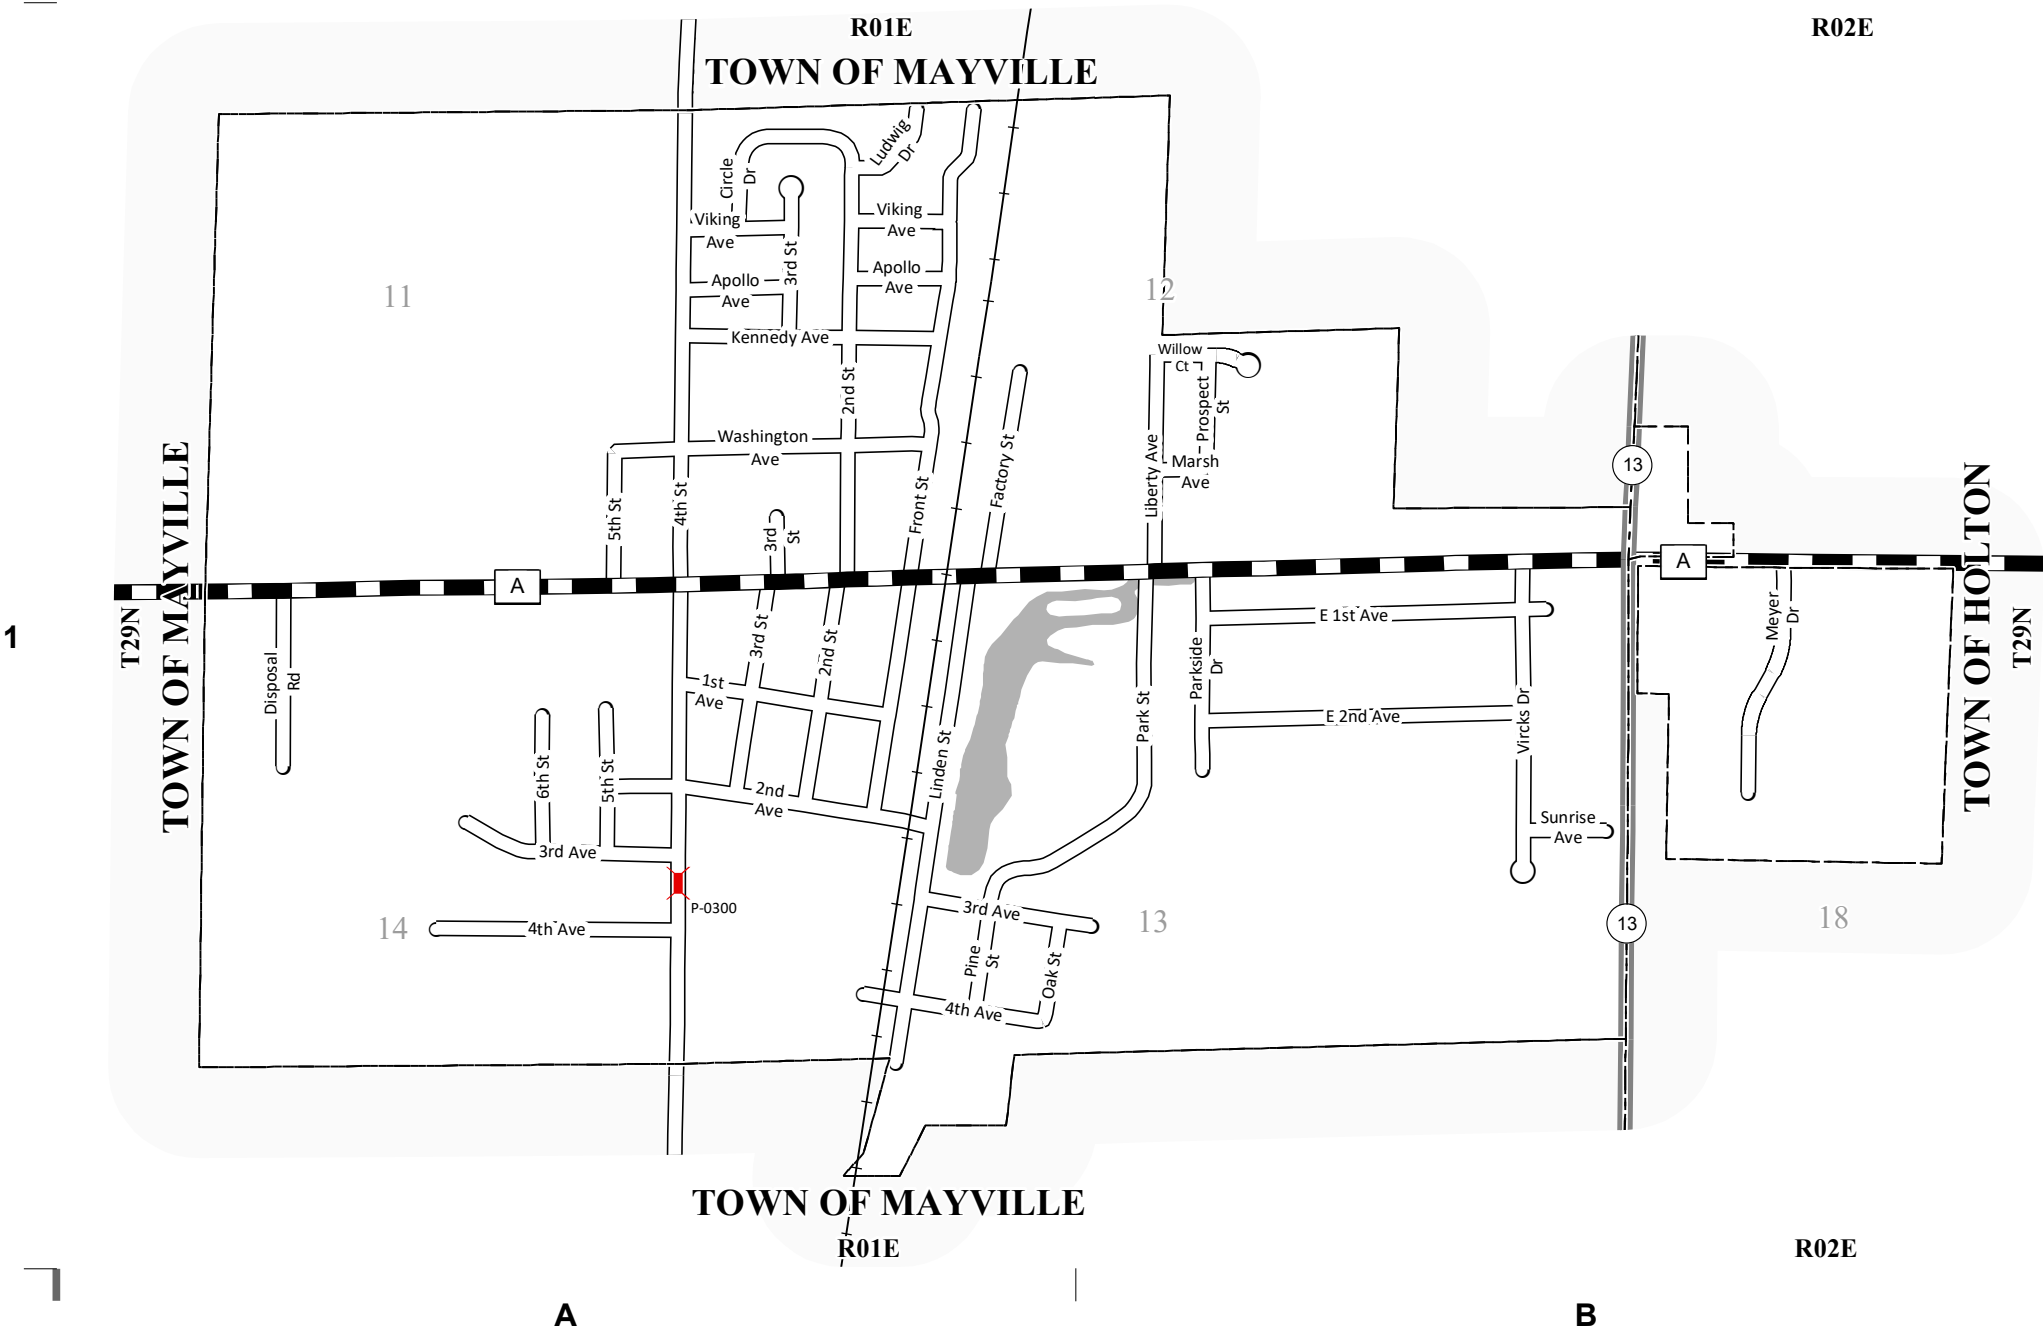 R01E
R02E
TOWN OF MAYVILLE
Ludwig
Dr
Circle
Dr
Viking
Ave
Viking
Ave
3rd St
Apollo
Ave
Apollo
Ave
11
12
Kennedy Ave
Willow
Ct
2nd St
Prospect
St
Washington
Ave
Factory St
Liberty Ave
Marsh
Ave
13
TOWN OF MAYVILLE
TOWN OF HOLTON
5th St
4th St
3rd
St
Front St
A
A
1
T29N
T29N
Disposal
Rd
3rd St
2nd St
E 1st Ave
Meyer
Dr
Parkside
Dr
1st
Ave
Park St
E 2nd Ave
Vircks Dr
6th St
5th St
Linden St
2nd
Ave
Sunrise
Ave
3rd Ave
P-0300
3rd Ave
14
4th Ave
13
13
18
Pine
St
Oak St
4th Ave
TOWN OF MAYVILLE
R01E
R02E
A
B